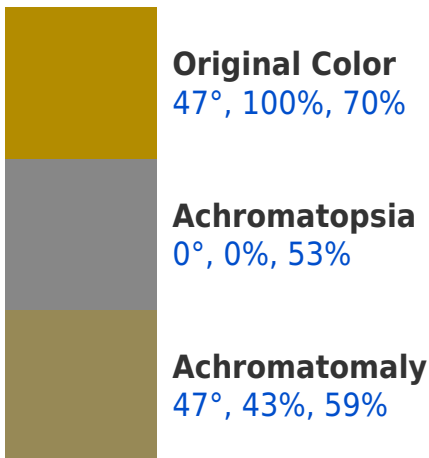 Original Color
47°, 100%, 70%
Achromatopsia
0°, 0%, 53%
Achromatomaly
47°, 43%, 59%